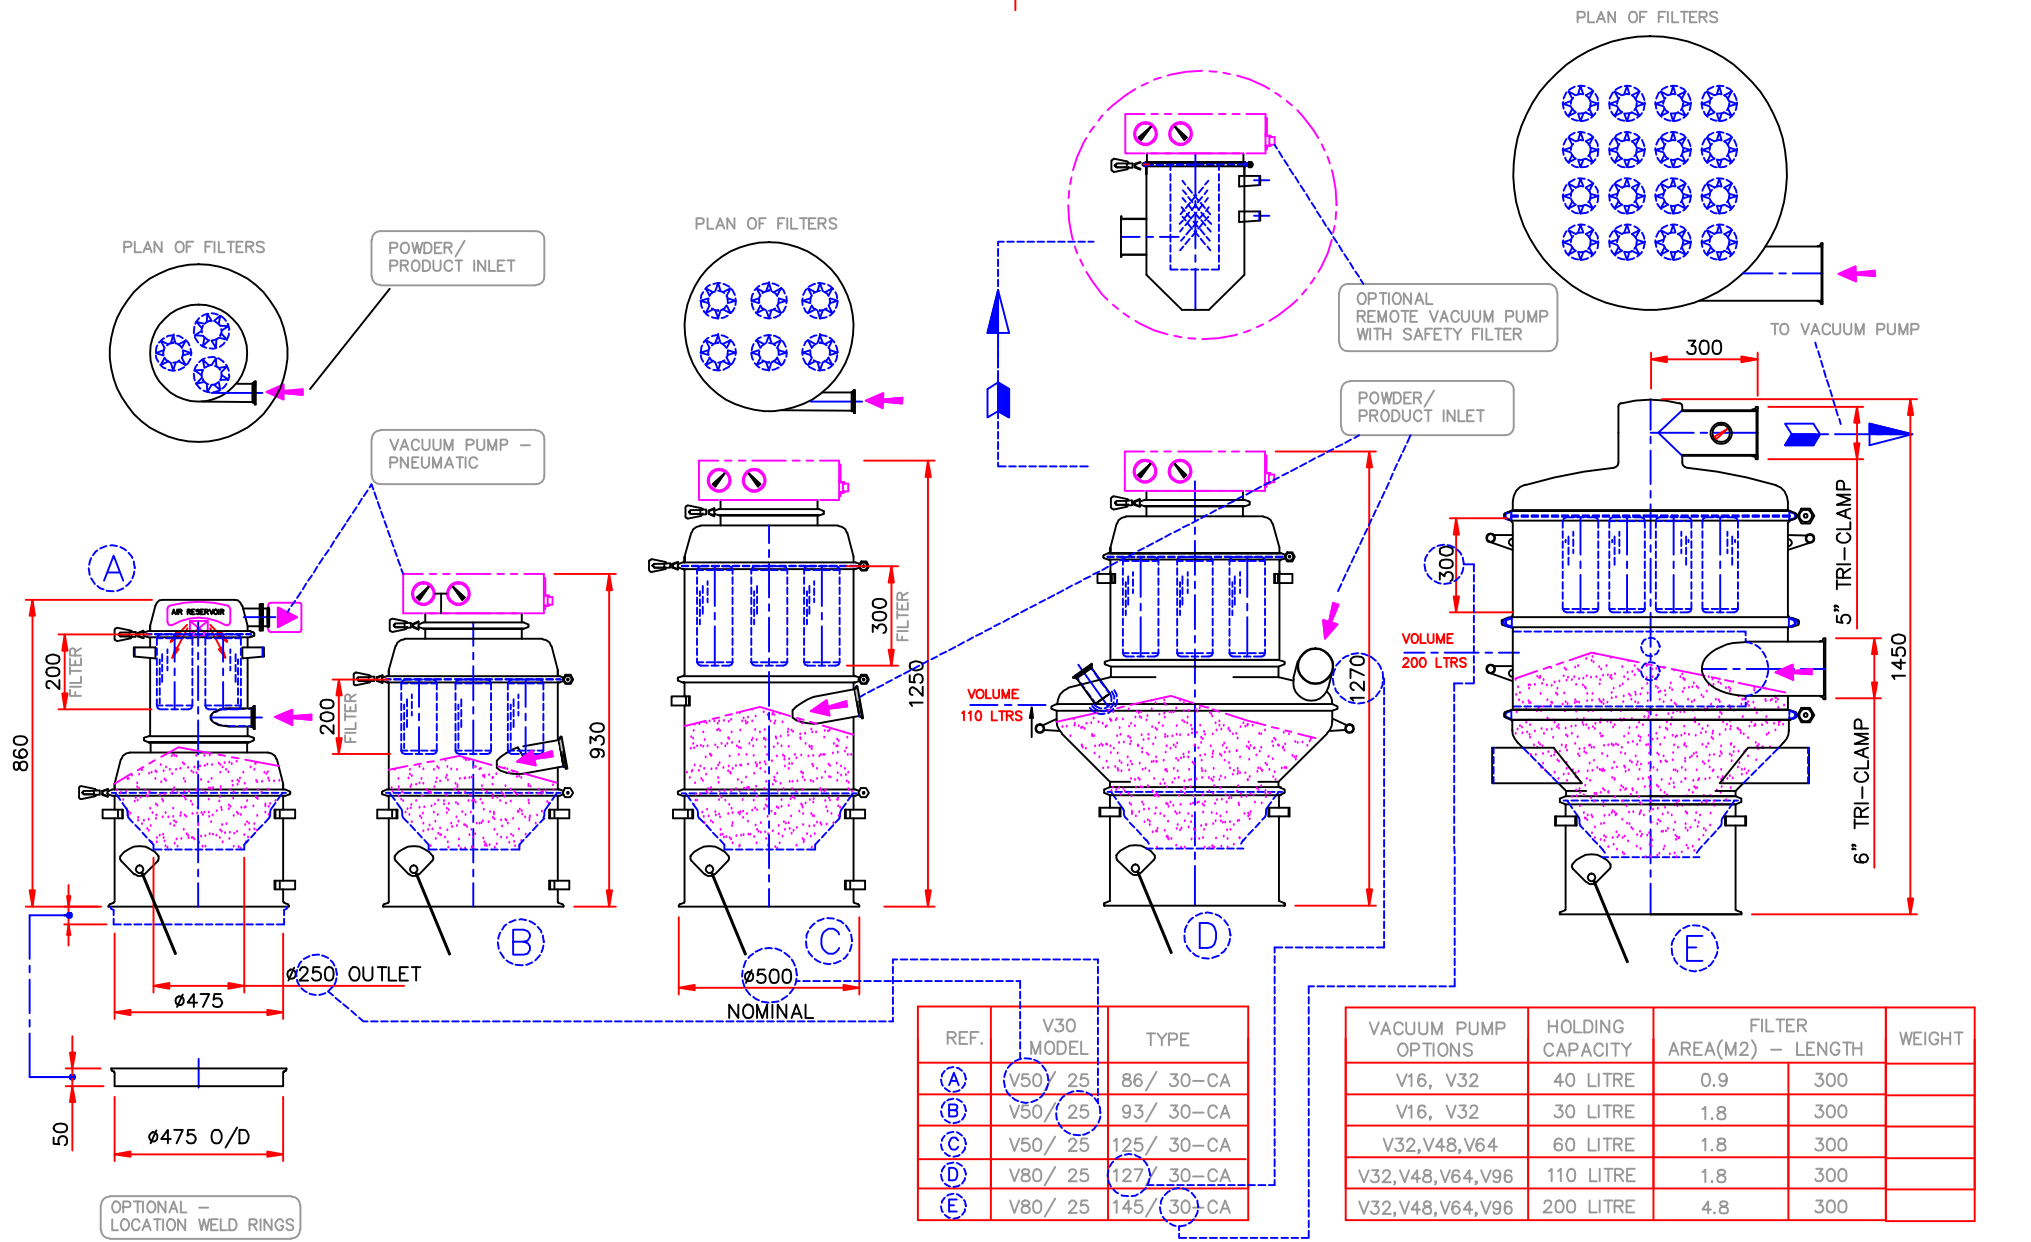 PLAN OF FILTERS
PLAN OF FILTERS
POWDER/
PRODUCT INLET
PLAN OF FILTERS
OPTIONAL
REMOTE VACUUM PUMP
WITH SAFETY FILTER
TO VACUUM PUMP
300
POWDER/
PRODUCT INLET
VACUUM PUMP –
PNEUMATIC
A
AIR RESERVOIR
200
FILTER
860
200
FILTER
930
B
300
FILTER
1250
C
VOLUME
110 LTRS
1270
D
300
VOLUME
200 LTRS
5" TRI–CLAMP
6" TRI–CLAMP
1450
E
ø250 OUTLET
ø475
ø500
NOMINAL
50
ø475 O/D
OPTIONAL –
LOCATION WELD RINGS
REF. V30 MODEL TYPE
A V50/ 25 86/ 30–CA
B V50/ 25 93/ 30–CA
C V50/ 25 125/ 30–CA
D V80/ 25 127/ 30–CA
E V80/ 25 145/ 30–CA
VACUUM PUMP OPTIONS HOLDING CAPACITY FILTER AREA(M2) – LENGTH WEIGHT
V16, V32 40 LITRE 0.9 300
V16, V32 30 LITRE 1.8 300
V32,V48,V64 60 LITRE 1.8 300
V32,V48,V64,V96 110 LITRE 1.8 300
V32,V48,V64,V96 200 LITRE 4.8 300